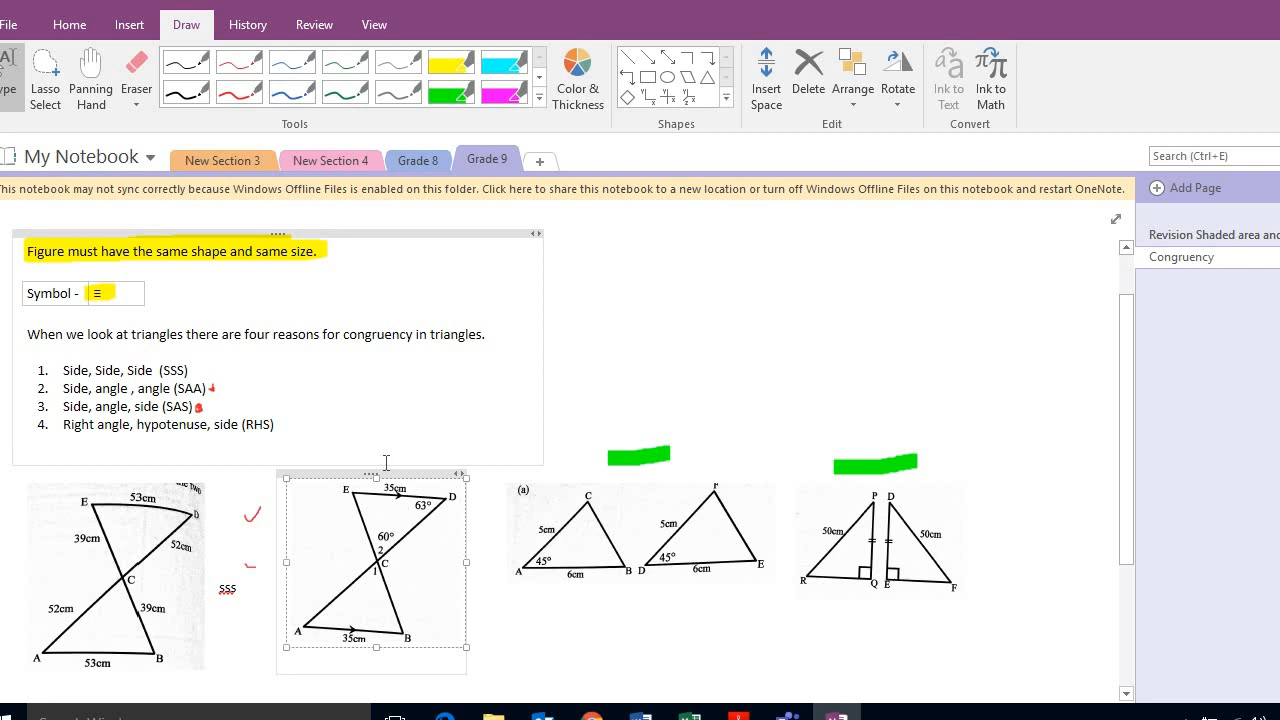 File Home Insert Draw History Review View
Type
Lasso Select
Panning Hand
Eraser
Color & Thickness
Insert Space
Delete
Arrange
Rotate
Ink to Text
Ink to Math
Tools
Shapes
Edit
Convert
My Notebook
New Section 3
New Section 4
Grade 8
Grade 9
Search (Ctrl+E)
This notebook may not sync correctly because Windows Offline Files is enabled on this folder. Click here to share this notebook to a new location or turn off Windows Offline Files on this notebook and restart OneNote.
Add Page
Revision Shaded area and
Congruency
Figure must have the same shape and same size.
Symbol - ≡
When we look at triangles there are four reasons for congruency in triangles.
1. Side, Side, Side (SSS)
2. Side, angle , angle (SAA)
3. Side, angle, side (SAS)
4. Right angle, hypotenuse, side (RHS)
E 53cm D
39cm
52cm
C
52cm
39cm
A 53cm B
SSS
E 35cm D
63°
60°
2
C
1
A 35cm B
(a)
C
5cm
45°
A 6cm B
F
5cm
45°
D 6cm E
P D
50cm 50cm
R Q E F